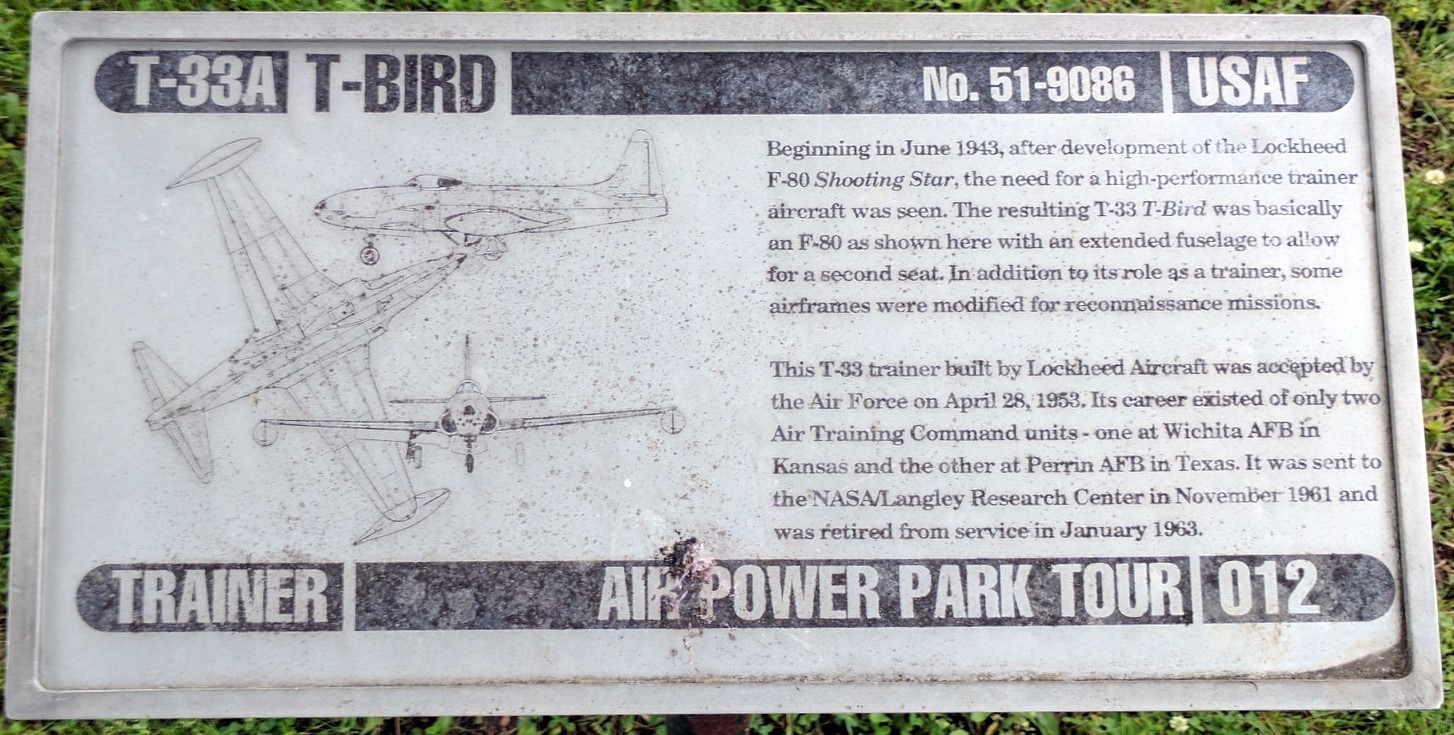 T-33A T-BIRD No. 51-9086 USAF
Beginning in June 1943, after development of the Lockheed
F-80 Shooting Star, the need for a high-performance trainer
aircraft was seen. The resulting T-33 T-Bird was basically
an F-80 as shown here with an extended fuselage to allow
for a second seat. In addition to its role as a trainer, some
airframes were modified for reconnaissance missions.
This T-33 trainer built by Lockheed Aircraft was accepted by
the Air Force on April 28, 1953. Its career existed of only two
Air Training Command units - one at Wichita AFB in
Kansas and the other at Perrin AFB in Texas. It was sent to
the NASA/Langley Research Center in November 1961 and
was retired from service in January 1963.
TRAINER AIR POWER PARK TOUR 012